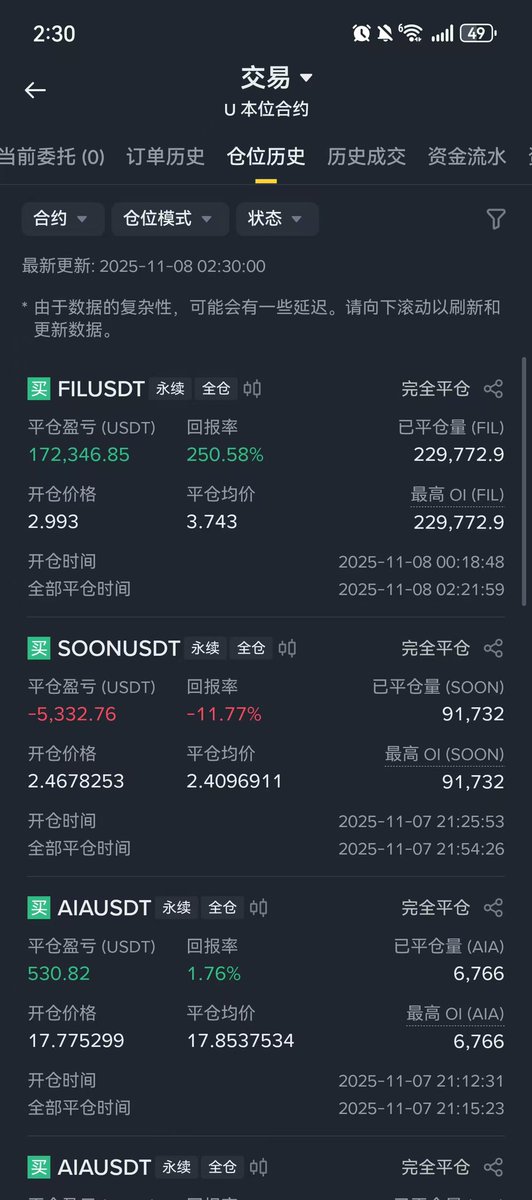 2:30
6
49
交易
U 本位合约
当前委托 (0) 订单历史 仓位历史 历史成交 资金流水
合约 仓位模式 状态
最新更新: 2025-11-08 02:30:00
* 由于数据的复杂性，可能会有一些延迟。请向下滚动以刷新和
更新数据。
买 FILUSDT 永续 全仓 完全平仓
平仓盈亏 (USDT) 回报率 已平仓量 (FIL)
172,346.85 250.58% 229,772.9
开仓价格 平仓均价 最高 OI (FIL)
2.993 3.743 229,772.9
开仓时间 2025-11-08 00:18:48
全部平仓时间 2025-11-08 02:21:59
买 SOONUSDT 永续 全仓 完全平仓
平仓盈亏 (USDT) 回报率 已平仓量 (SOON)
-5,332.76 -11.77% 91,732
开仓价格 平仓均价 最高 OI (SOON)
2.4678253 2.4096911 91,732
开仓时间 2025-11-07 21:25:53
全部平仓时间 2025-11-07 21:54:26
买 AIAUSDT 永续 全仓 完全平仓
平仓盈亏 (USDT) 回报率 已平仓量 (AIA)
530.82 1.76% 6,766
开仓价格 平仓均价 最高 OI (AIA)
17.775299 17.8537534 6,766
开仓时间 2025-11-07 21:12:31
全部平仓时间 2025-11-07 21:15:23
买 AIAUSDT 永续 全仓 完全平仓